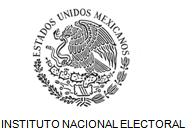 ESTADOS UNIDOS MEXICANOS
INSTITUTO NACIONAL ELECTORAL